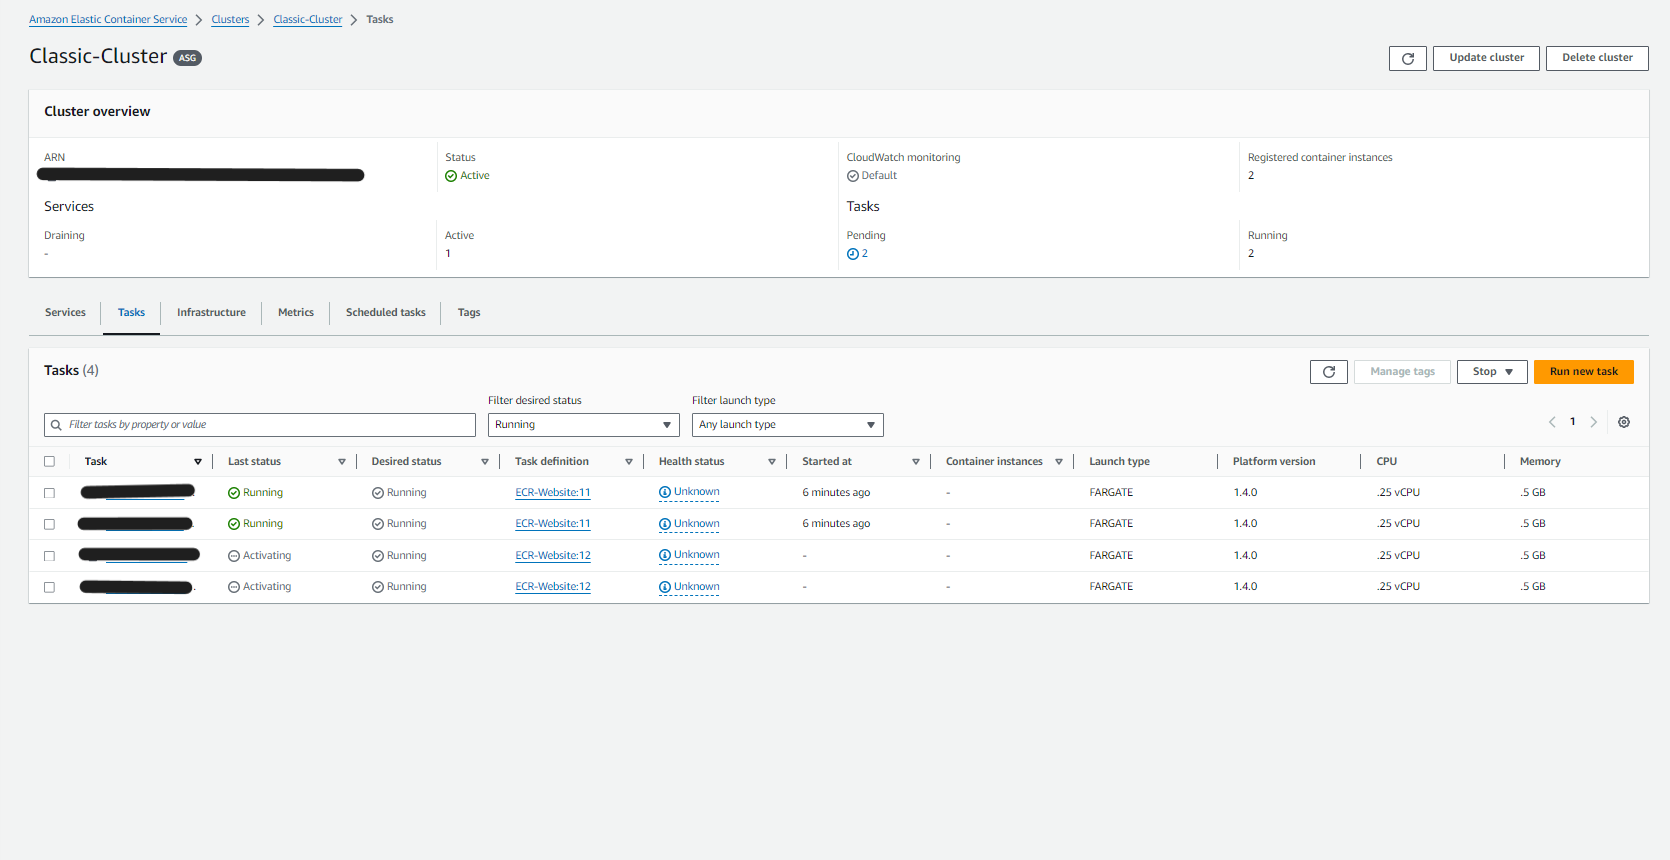 Amazon Elastic Container Service > Clusters > Classic-Cluster > Tasks
Classic-Cluster ASG
Update cluster Delete cluster
Cluster overview
ARN Status CloudWatch monitoring Registered container instances
Active Default 2
Services Tasks
Draining Active Pending Running
- 1 2 2
Services Tasks Infrastructure Metrics Scheduled tasks Tags
Tasks (4) Manage tags Stop Run new task
Filter desired status Filter launch type
Filter tasks by property or value Running Any launch type 1
Task Last status Desired status Task definition Health status Started at Container instances Launch type Platform version CPU Memory
Running Running ECR-Website:11 Unknown 6 minutes ago - FARGATE 1.4.0 .25 vCPU .5 GB
Running Running ECR-Website:11 Unknown 6 minutes ago - FARGATE 1.4.0 .25 vCPU .5 GB
Activating Running ECR-Website:12 Unknown - - FARGATE 1.4.0 .25 vCPU .5 GB
Activating Running ECR-Website:12 Unknown - - FARGATE 1.4.0 .25 vCPU .5 GB